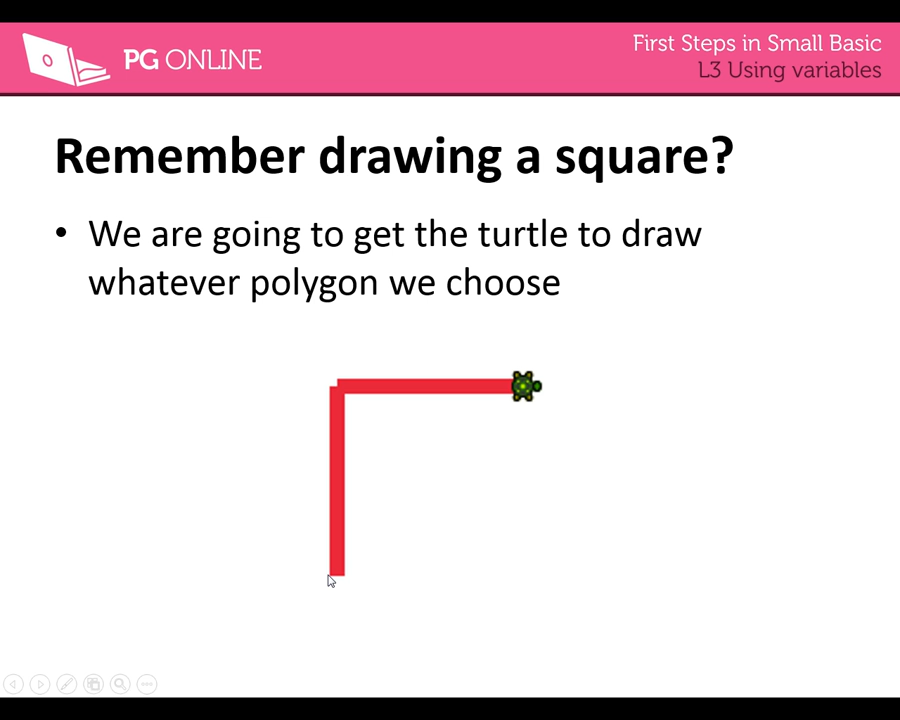 PG ONLINE
First Steps in Small Basic
L3 Using variables
Remember drawing a square?
• We are going to get the turtle to draw
whatever polygon we choose